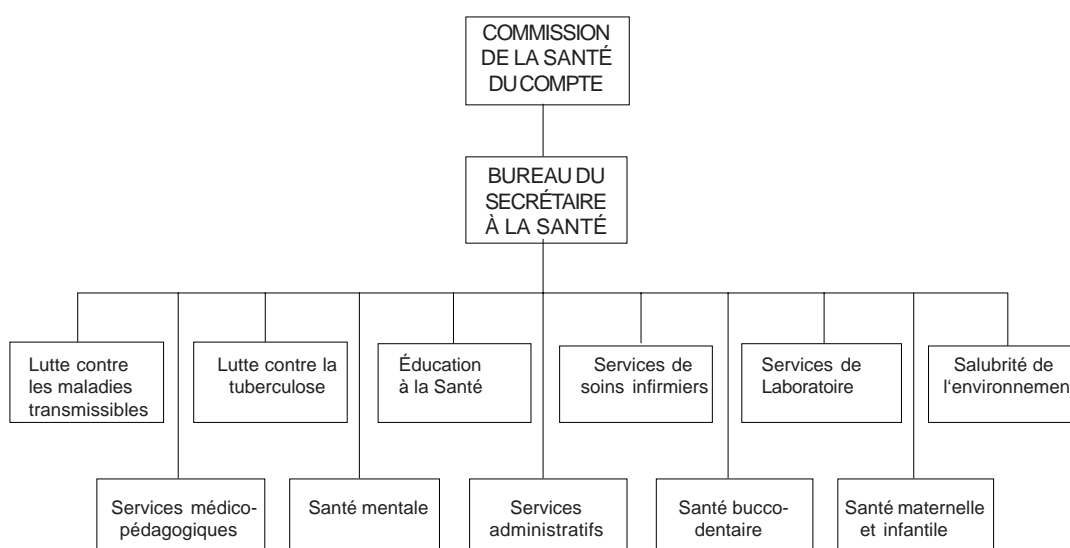 COMMISSION
DE LA SANTÉ
DU COMPTE
BUREAU DU
SECRÉTAIRE
À LA SANTÉ
Lutte contre
les maladies
transmissibles
Lutte contre la
tuberculose
Éducation
à la Santé
Services de
soins infirmiers
Services de
Laboratoire
Salubrité de
l'environnemen
Services médico-
pédagogiques
Santé mentale
Services
administratifs
Santé bucco-
dentaire
Santé maternelle
et infantile